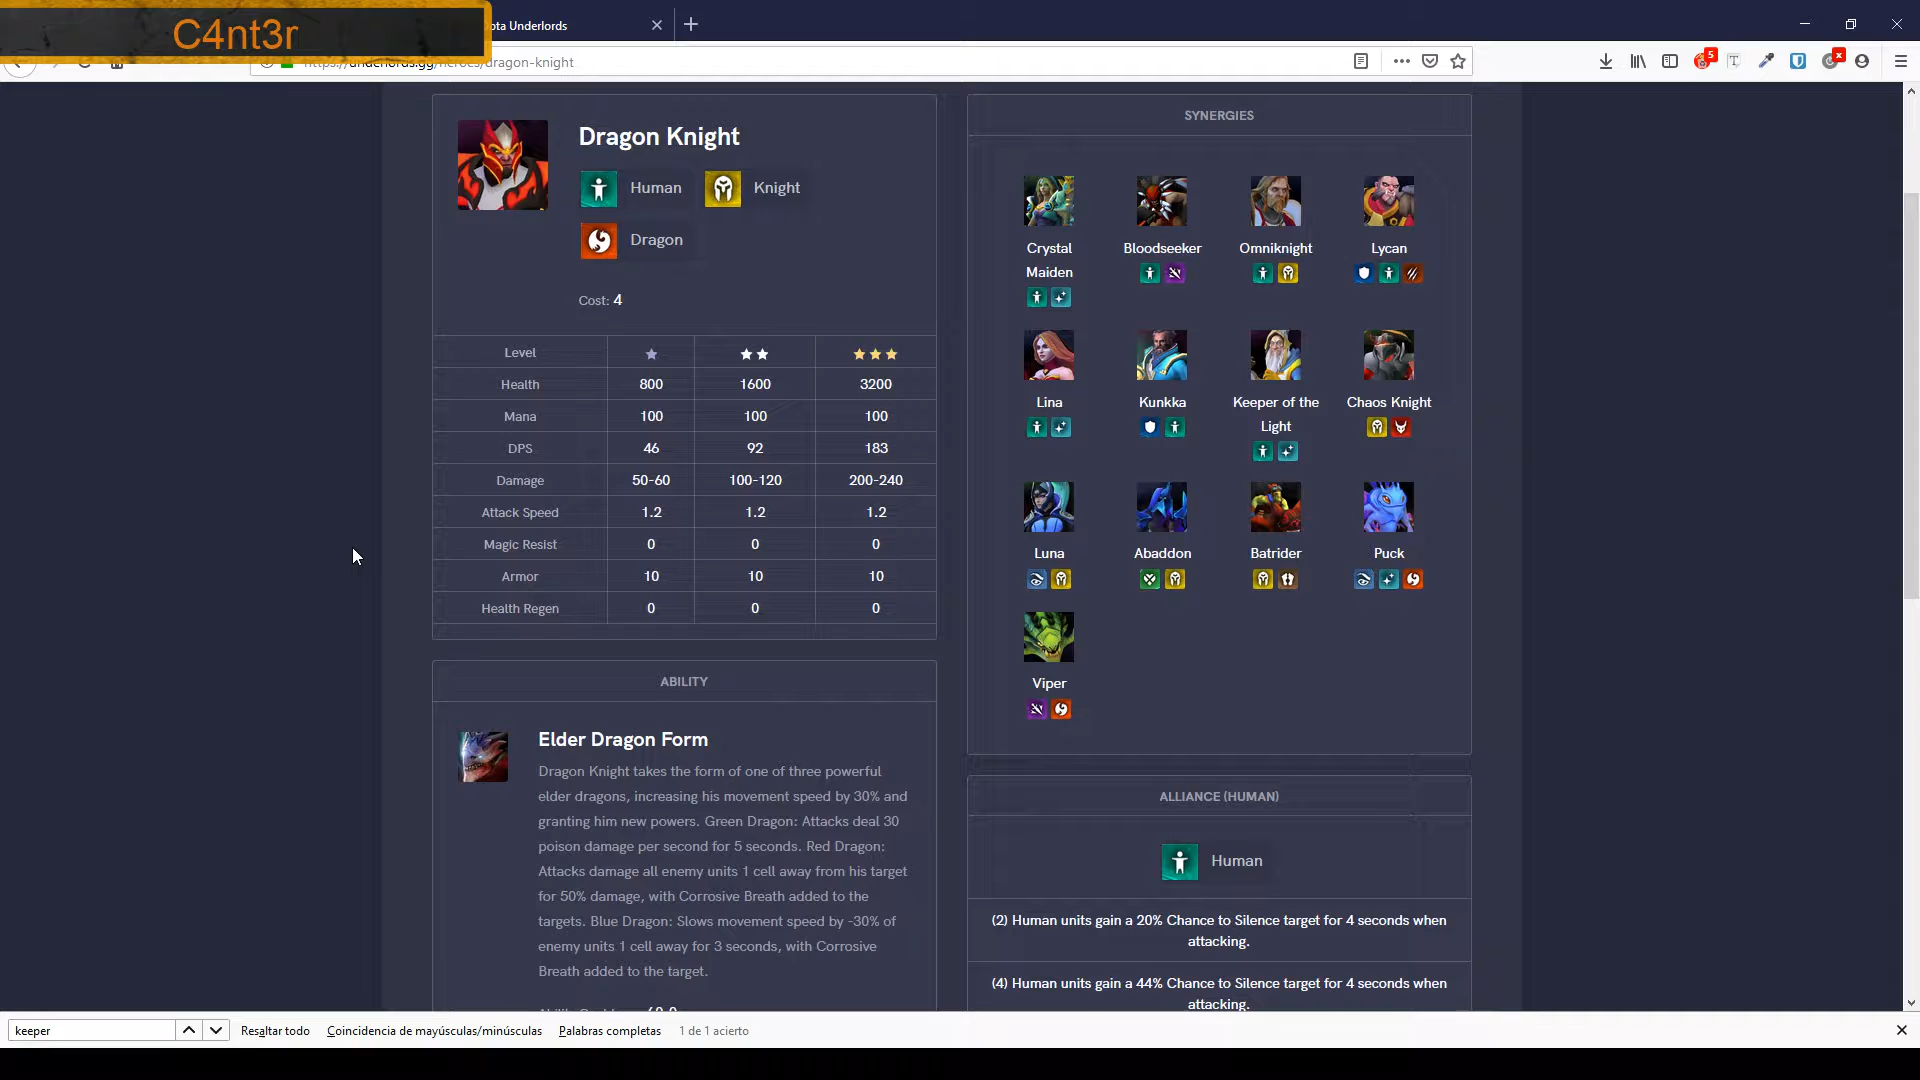 C4nt3r
ota Underlords
https://underlords.gg/heroes/dragon-knight
5
Dragon Knight
Human
Knight
Dragon
Cost: 4
Level
Health 800 1600 3200
Mana 100 100 100
DPS 46 92 183
Damage 50-60 100-120 200-240
Attack Speed 1.2 1.2 1.2
Magic Resist 0 0 0
Armor 10 10 10
Health Regen 0 0 0
ABILITY
Elder Dragon Form
Dragon Knight takes the form of one of three powerful
elder dragons, increasing his movement speed by 30% and
granting him new powers. Green Dragon: Attacks deal 30
poison damage per second for 5 seconds. Red Dragon:
Attacks damage all enemy units 1 cell away from his target
for 50% damage, with Corrosive Breath added to the
targets. Blue Dragon: Slows movement speed by -30% of
enemy units 1 cell away for 3 seconds, with Corrosive
Breath added to the target.
SYNERGIES
Crystal
Maiden
Bloodseeker
Omniknight
Lycan
Lina
Kunkka
Keeper of the
Light
Chaos Knight
Luna
Abaddon
Batrider
Puck
Viper
ALLIANCE (HUMAN)
Human
(2) Human units gain a 20% Chance to Silence target for 4 seconds when
attacking.
(4) Human units gain a 44% Chance to Silence target for 4 seconds when
attacking.
keeper
Resaltar todo
Coincidencia de mayúsculas/minúsculas
Palabras completas
1 de 1 acierto